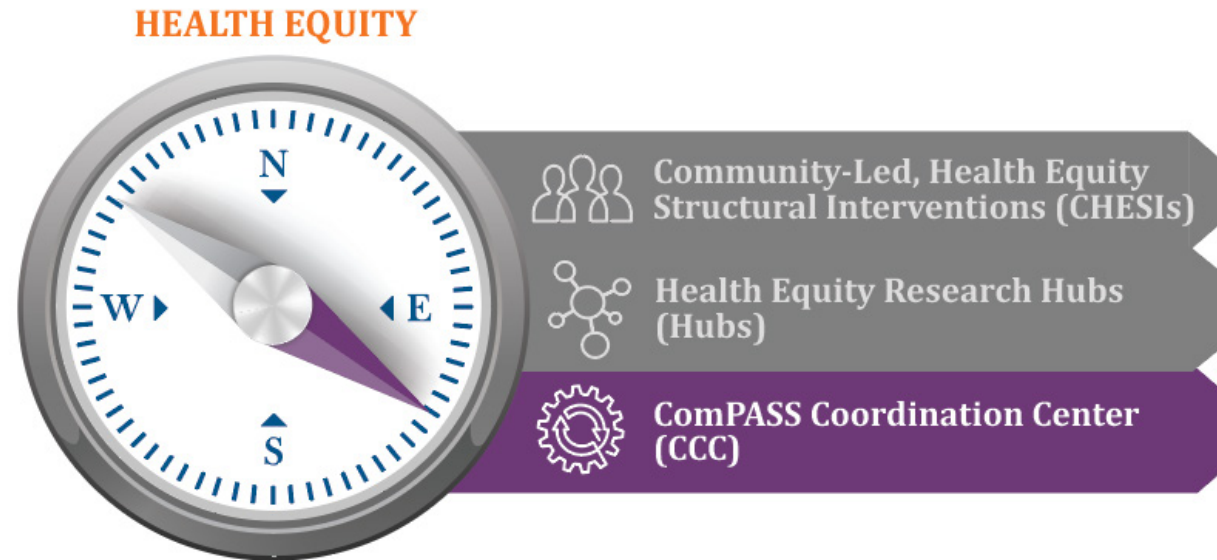 HEALTH EQUITY
N
W
E
S
Community-Led, Health Equity
Structural Interventions (CHESIs)
Health Equity Research Hubs
(Hubs)
ComPASS Coordination Center
(CCC)